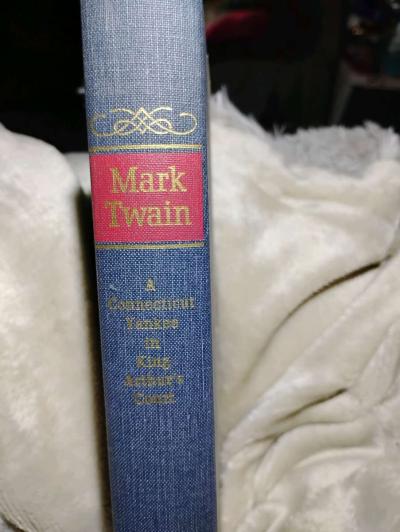 Mark
Twain
A
Connecticut
Yankee
in
King
Arthur's
Court